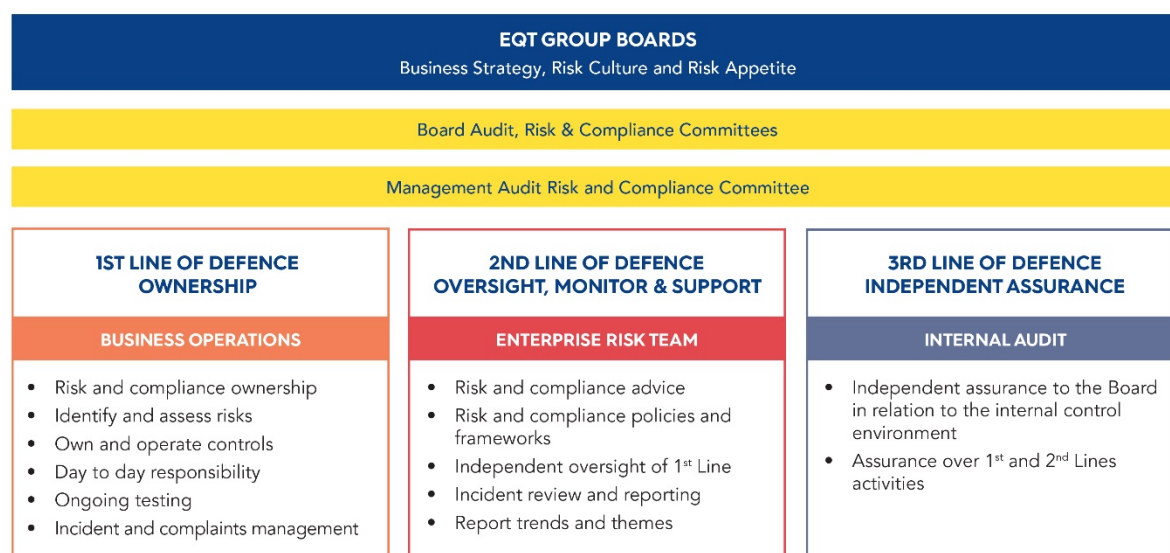 EQT GROUP BOARDS
Business Strategy, Risk Culture and Risk Appetite
Board Audit, Risk & Compliance Committees
Management Audit Risk and Compliance Committee
1ST LINE OF DEFENCE
OWNERSHIP
BUSINESS OPERATIONS
• Risk and compliance ownership
• Identify and assess risks
• Own and operate controls
• Day to day responsibility
• Ongoing testing
• Incident and complaints management
2ND LINE OF DEFENCE
OVERSIGHT, MONITOR & SUPPORT
ENTERPRISE RISK TEAM
• Risk and compliance advice
• Risk and compliance policies and
frameworks
• Independent oversight of 1st Line
• Incident review and reporting
• Report trends and themes
3RD LINE OF DEFENCE
INDEPENDENT ASSURANCE
INTERNAL AUDIT
• Independent assurance to the Board
in relation to the internal control
environment
• Assurance over 1st and 2nd Lines
activities